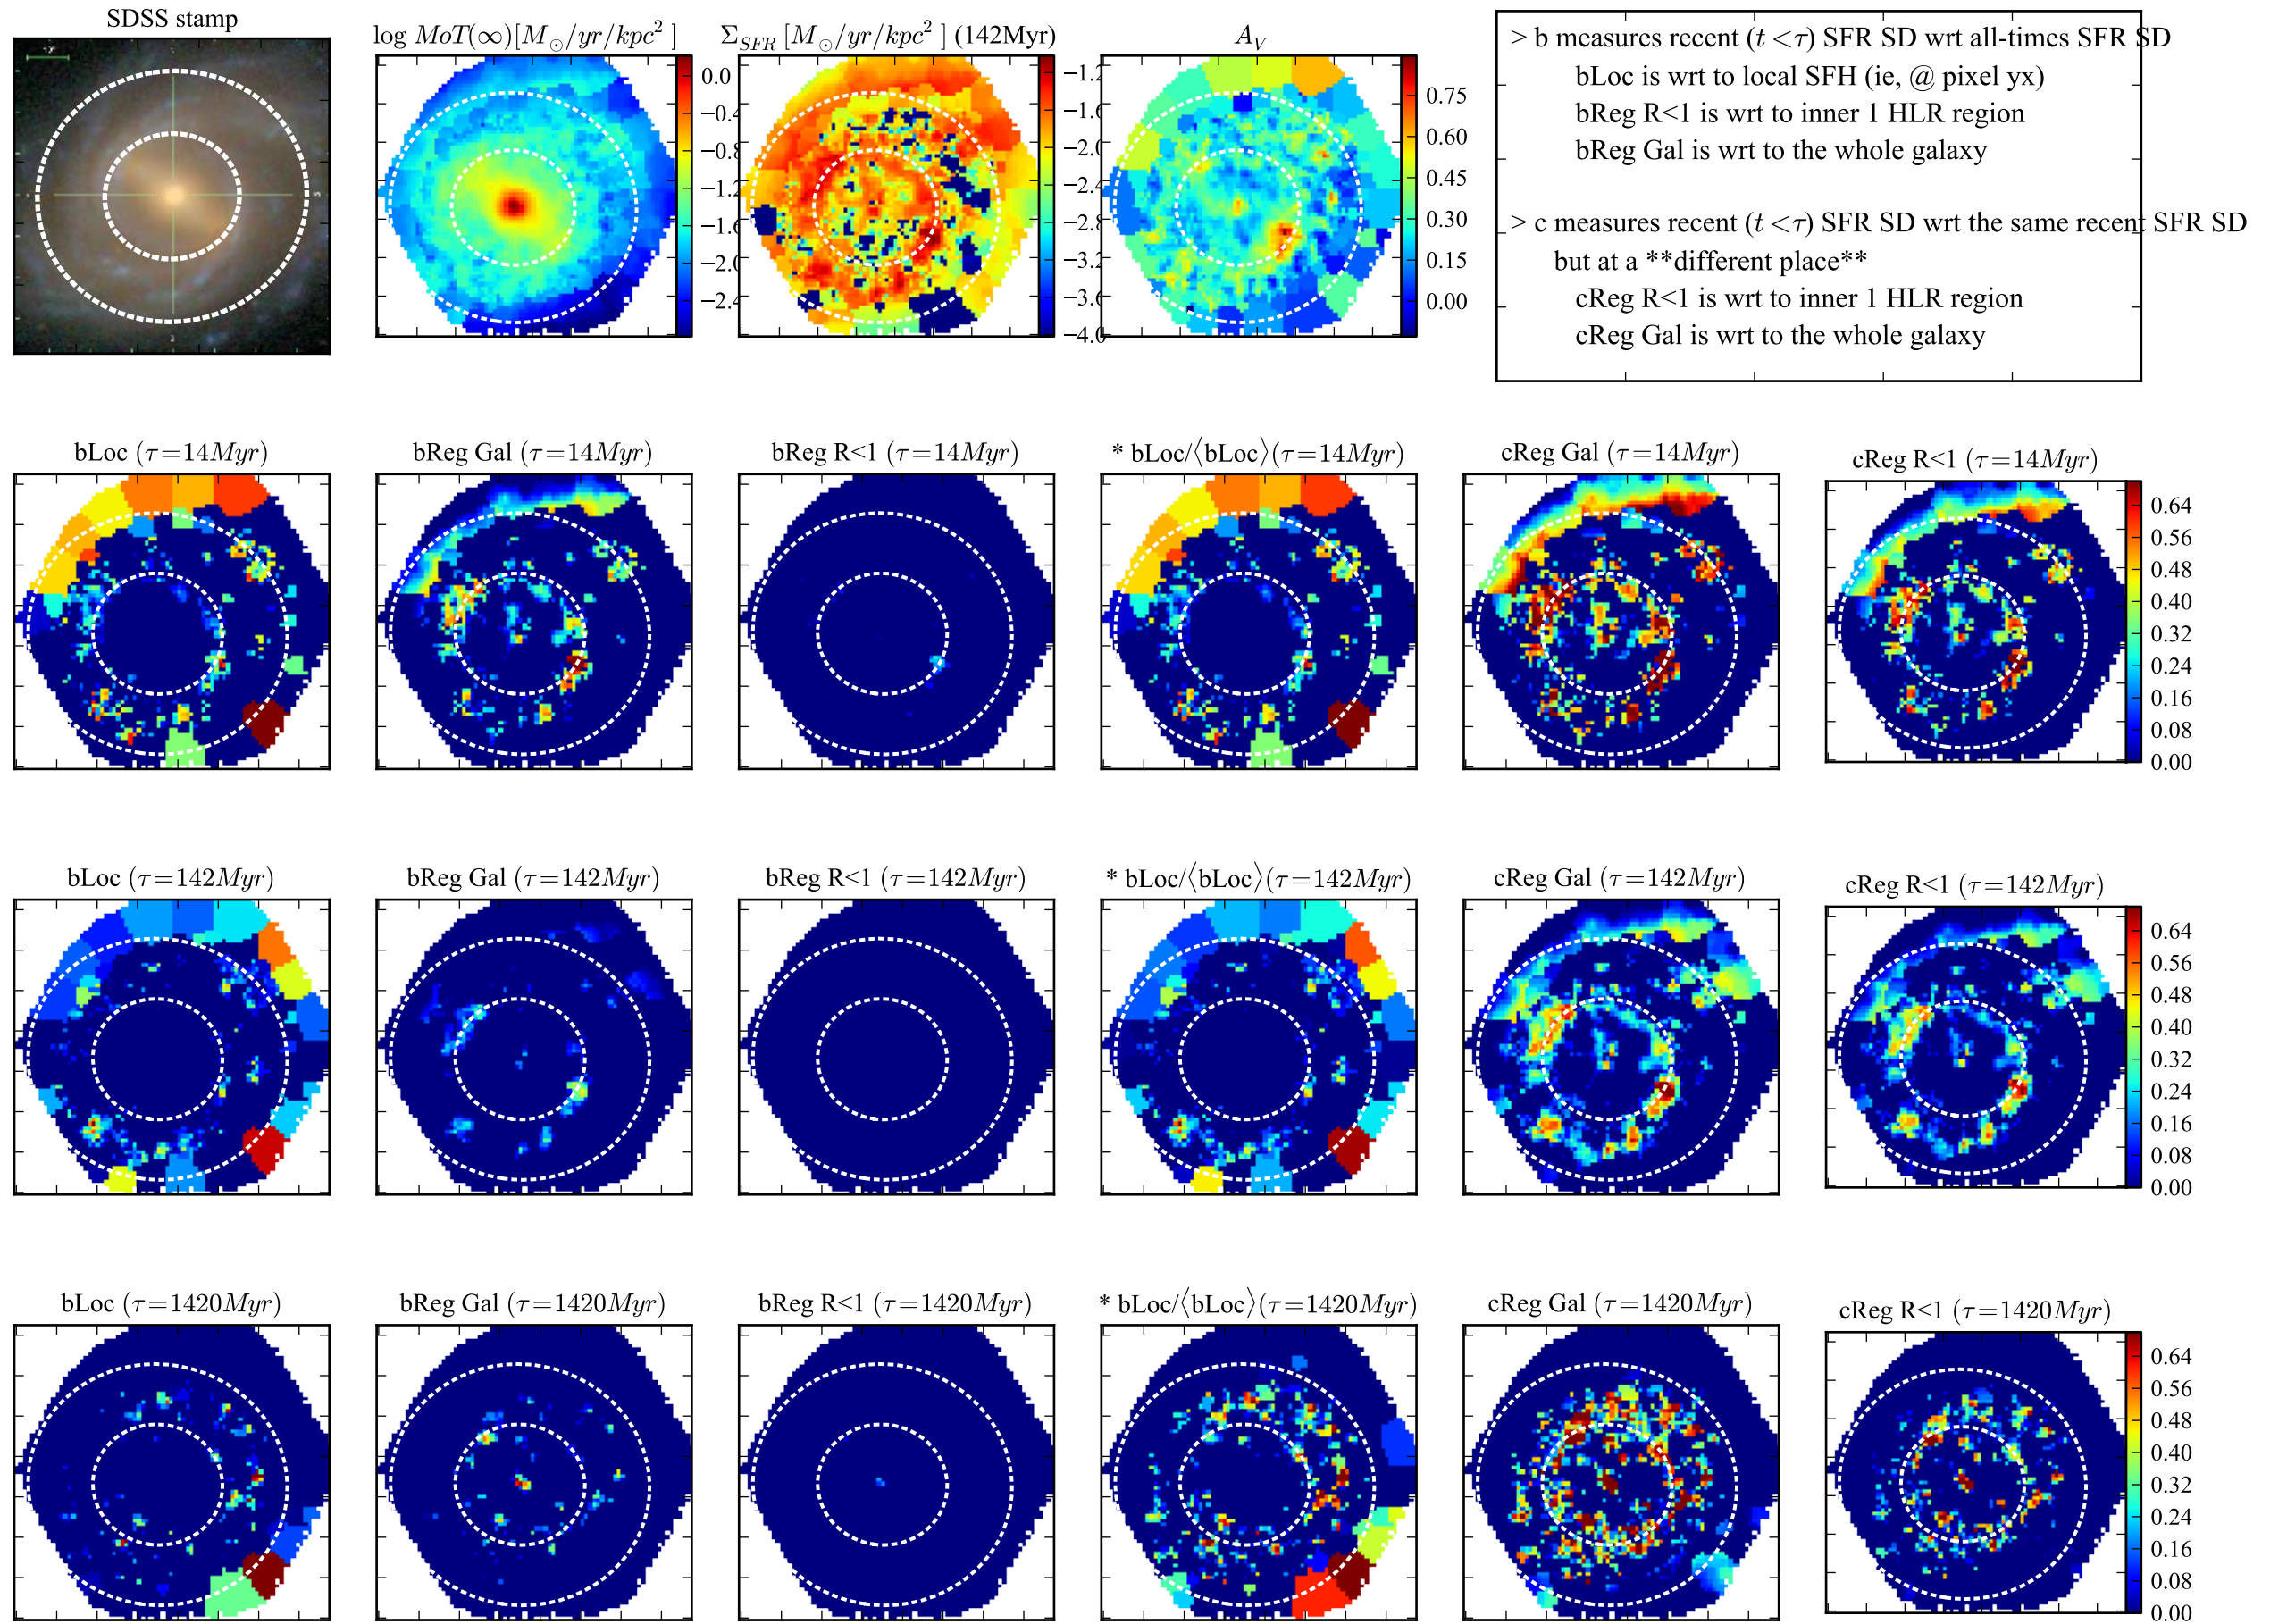 SDSS stamp
log MoT(∞)[M⊙/yr/kpc² ]
Σ_SFR [M⊙/yr/kpc² ] (142Myr)
A_V
0.0
−0.4
−0.8
−1.2
−1.6
−2.0
−2.4
−1.2
−1.6
−2.0
−2.4
−2.8
−3.2
−3.6
−4.0
0.75
0.60
0.45
0.30
0.15
0.00
> b measures recent (t < τ) SFR SD wrt all-times SFR SD
bLoc is wrt to local SFH (ie, @ pixel yx)
bReg R<1 is wrt to inner 1 HLR region
bReg Gal is wrt to the whole galaxy
> c measures recent (t < τ) SFR SD wrt the same recent SFR SD
but at a **different place**
cReg R<1 is wrt to inner 1 HLR region
cReg Gal is wrt to the whole galaxy
bLoc (τ=14Myr)
bReg Gal (τ=14Myr)
bReg R<1 (τ=14Myr)
* bLoc/⟨bLoc⟩(τ=14Myr)
cReg Gal (τ=14Myr)
cReg R<1 (τ=14Myr)
0.64
0.56
0.48
0.40
0.32
0.24
0.16
0.08
0.00
bLoc (τ=142Myr)
bReg Gal (τ=142Myr)
bReg R<1 (τ=142Myr)
* bLoc/⟨bLoc⟩(τ=142Myr)
cReg Gal (τ=142Myr)
cReg R<1 (τ=142Myr)
0.64
0.56
0.48
0.40
0.32
0.24
0.16
0.08
0.00
bLoc (τ=1420Myr)
bReg Gal (τ=1420Myr)
bReg R<1 (τ=1420Myr)
* bLoc/⟨bLoc⟩(τ=1420Myr)
cReg Gal (τ=1420Myr)
cReg R<1 (τ=1420Myr)
0.64
0.56
0.48
0.40
0.32
0.24
0.16
0.08
0.00